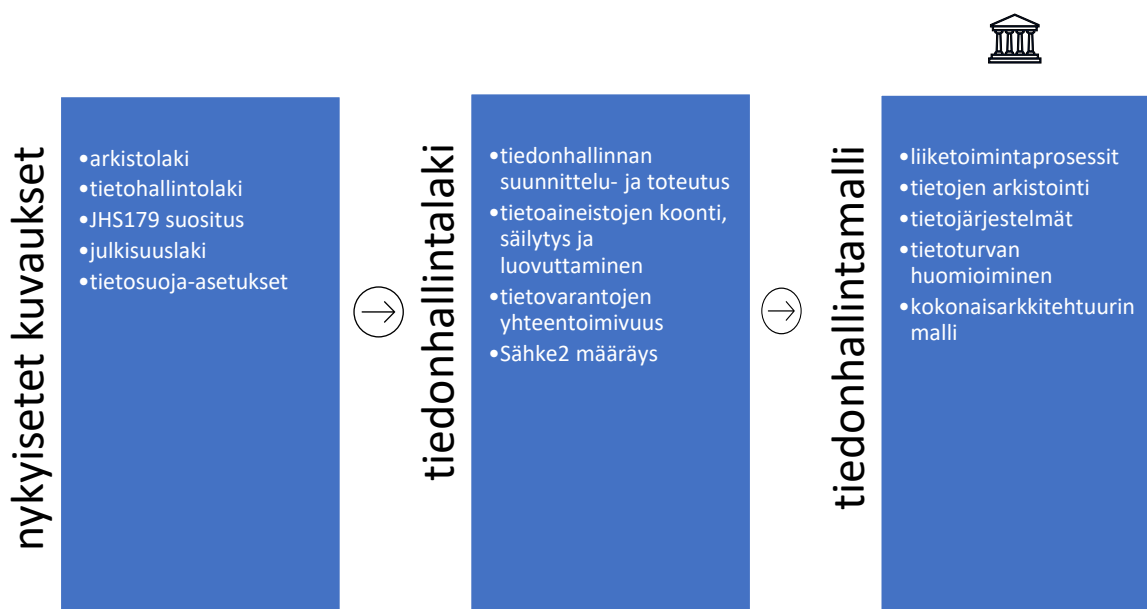 nykyisetet kuvaukset
•arkistolaki
•tietohallintolaki
•JHS179 suositus
•julkisuuslaki
•tietosuoja-asetukset
tiedonhallintalaki
•tiedonhallinnan
suunnittelu- ja toteutus
•tietoaineistojen koonti,
säilytys ja
luovuttaminen
•tietovarantojen
yhteentoimivuus
•Sähke2 määräys
tiedonhallintamalli
•liiketoimintaprosessit
•tietojen arkistointi
•tietojärjestelmät
•tietoturvan
huomioiminen
•kokonaisarkkitehtuurin
malli